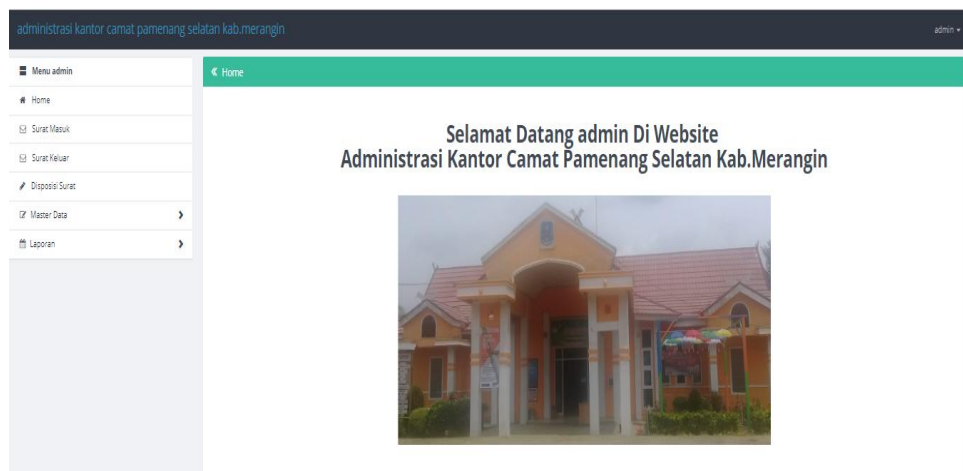 administrasi kantor camat pamenang selatan kab.merangin
admin
Menu admin
Home
Surat Masuk
Surat Keluar
Disposisi Surat
Master Data
Laporan
« Home
Selamat Datang admin Di Website
Administrasi Kantor Camat Pamenang Selatan Kab.Merangin